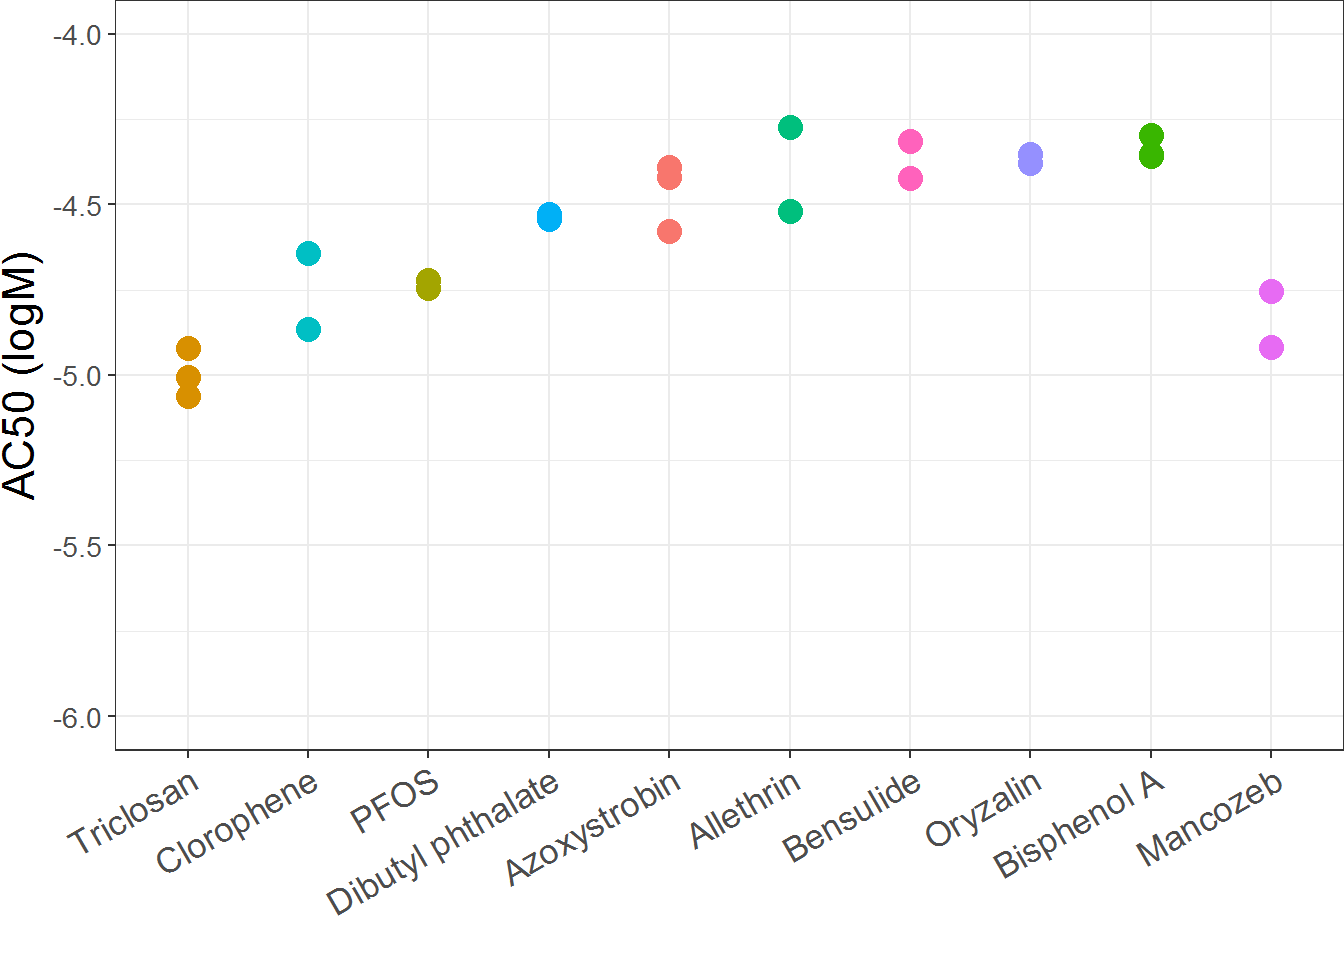 AC50 (logM)
-4.0
-4.5
-5.0
-5.5
-6.0
Triclosan
Clorophene
PFOS
Dibutyl phthalate
Azoxystrobin
Allethrin
Bensulide
Oryzalin
Bisphenol A
Mancozeb